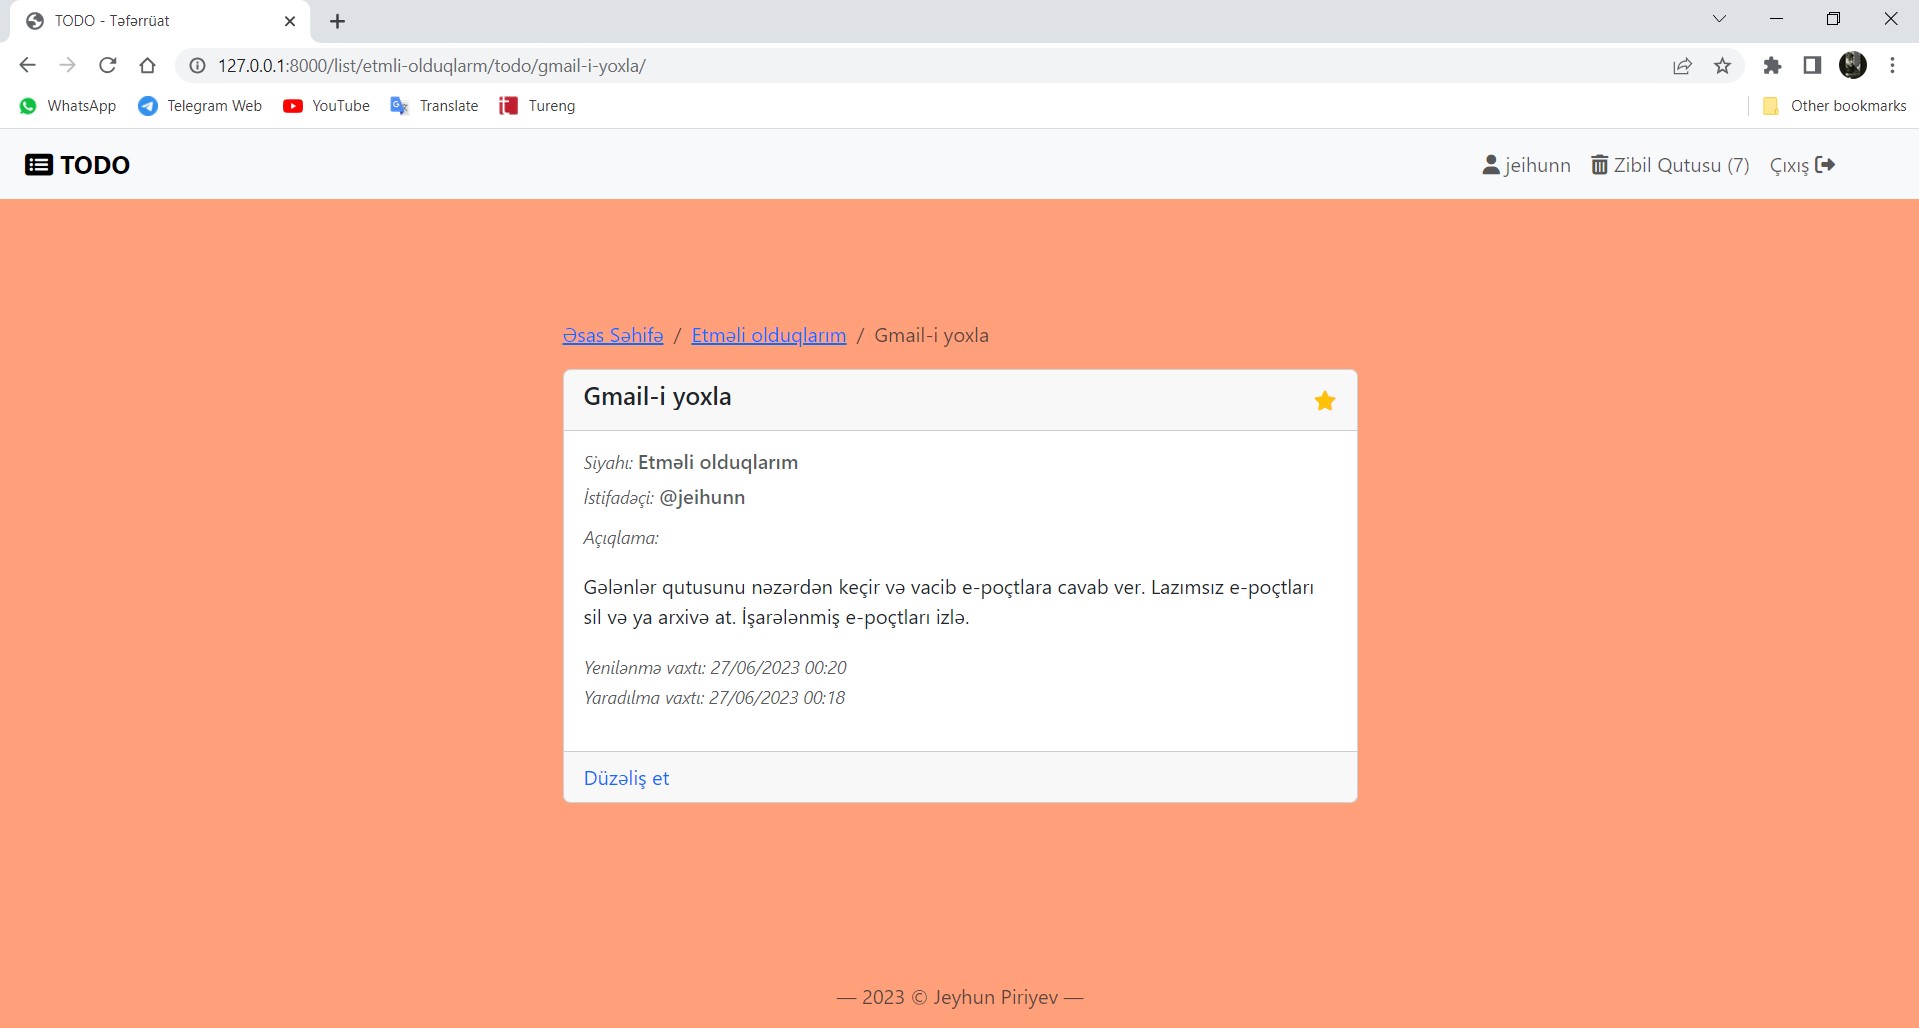 TODO - Təfərrüat
127.0.0.1:8000/list/etmli-olduqlarm/todo/gmail-i-yoxla/
WhatsApp Telegram Web YouTube Translate Tureng Other bookmarks
TODO jeihunn Zibil Qutusu (7) Çıxış
Əsas Səhifə / Etməli olduqlarım / Gmail-i yoxla
Gmail-i yoxla
Siyahı: Etməli olduqlarım
İstifadəçi: @jeihunn
Açıqlama:
Gələnlər qutusunu nəzərdən keçir və vacib e-poçtlara cavab ver. Lazımsız e-poçtları
sil və ya arxivə at. İşarələnmiş e-poçtları izlə.
Yenilənmə vaxtı: 27/06/2023 00:20
Yaradılma vaxtı: 27/06/2023 00:18
Düzəliş et
— 2023 © Jeyhun Piriyev —